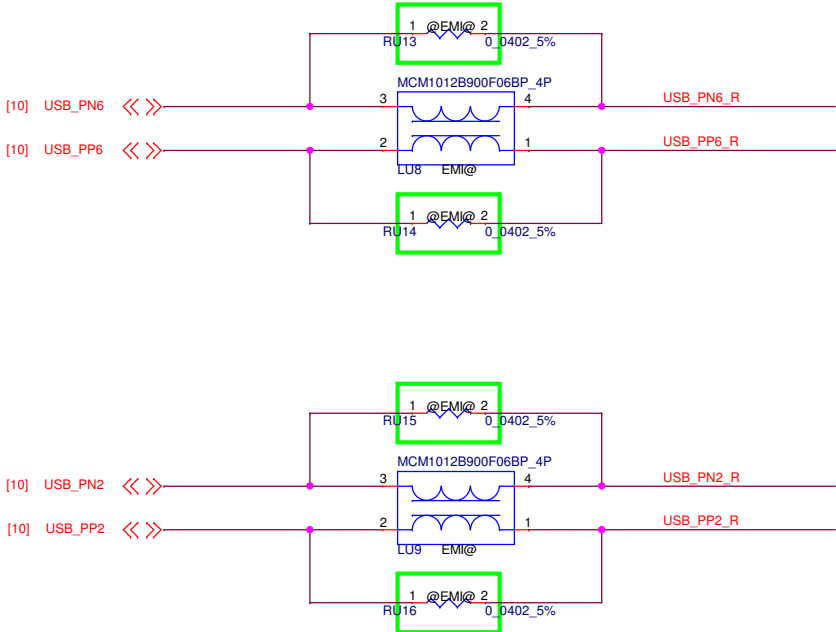 1 @EMI@ 2
RU13 0_0402_5%
MCM1012B900F06BP_4P
[10] USB_PN6 3 4 USB_PN6_R
[10] USB_PP6 2 1 USB_PP6_R
LU8 EMI@
1 @EMI@ 2
RU14 0_0402_5%
1 @EMI@ 2
RU15 0_0402_5%
MCM1012B900F06BP_4P
[10] USB_PN2 3 4 USB_PN2_R
[10] USB_PP2 2 1 USB_PP2_R
LU9 EMI@
1 @EMI@ 2
RU16 0_0402_5%